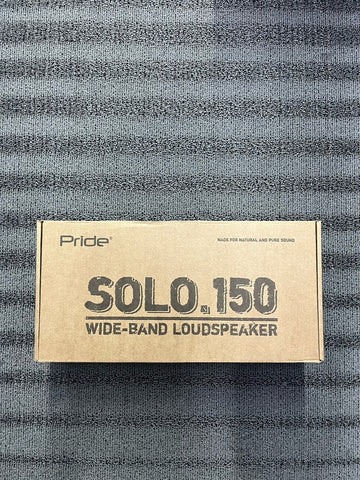 Pride®
MADE FOR NATURAL AND PURE SOUND
SOLO.150
WIDE-BAND LOUDSPEAKER